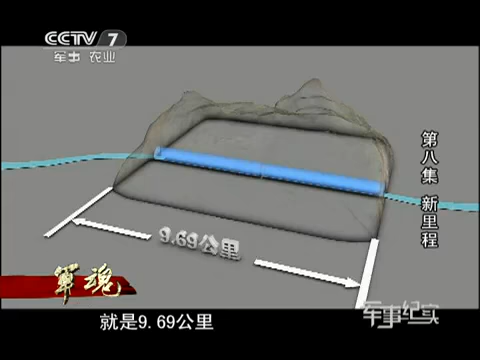 CCTV 7
军事 农业
第八集 新里程
9.69公里
軍魂
军事纪实
就是9.69公里